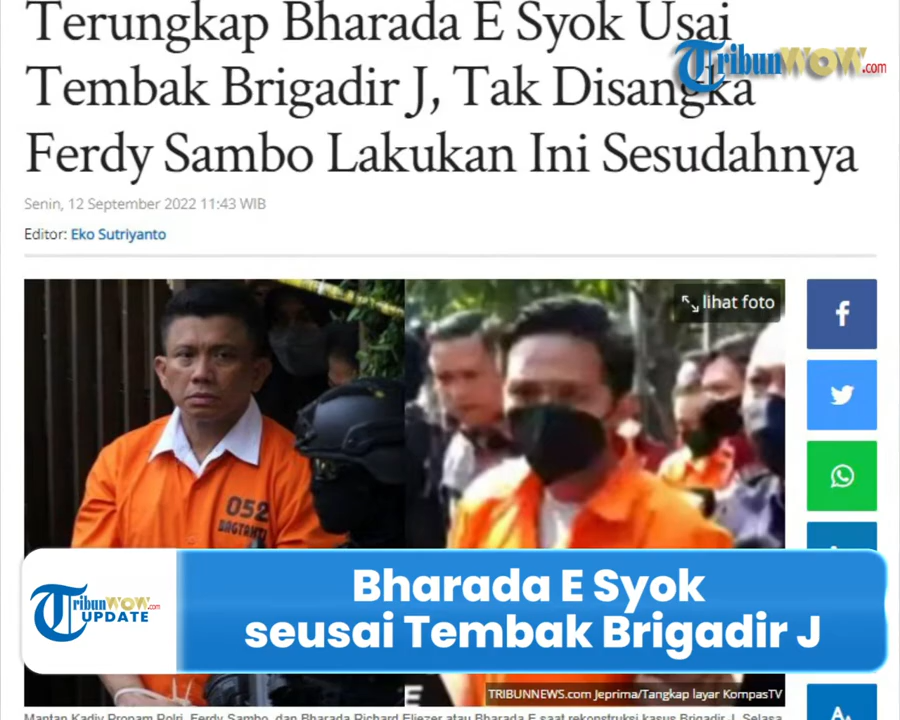 Terungkap Bharada E Syok Usai
TribunWOW.com
Tembak Brigadir J, Tak Disangka
Ferdy Sambo Lakukan Ini Sesudahnya
Senin, 12 September 2022 11:43 WIB
Editor: Eko Sutriyanto
lihat foto
f
052
BAGTAHTI
Bharada E Syok
TribunWOW.com
UPDATE
seusai Tembak Brigadir J
E
TRIBUNNEWS.com Jeprima/Tangkap layar KompasTV
Mantan Kadiv Propam Polri, Ferdy Sambo, dan Bharada Richard Eliezer atau Bharada E saat rekonstruksi kasus Brigadir J, Selasa